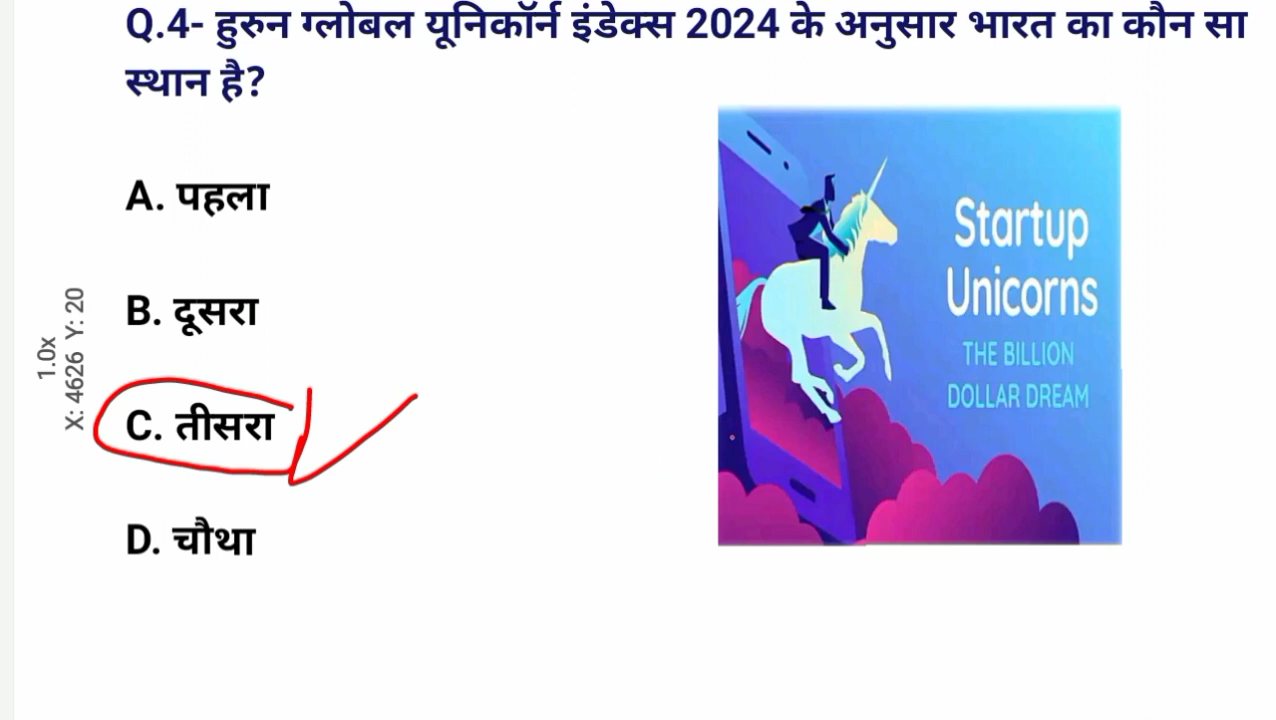 Q.4- हुरुन ग्लोबल यूनिकॉर्न इंडेक्स 2024 के अनुसार भारत का कौन सा
स्थान है?
A. पहला
B. दूसरा
C. तीसरा
D. चौथा
1.0x
X: 4626 Y: 20
Startup
Unicorns
THE BILLION
DOLLAR DREAM